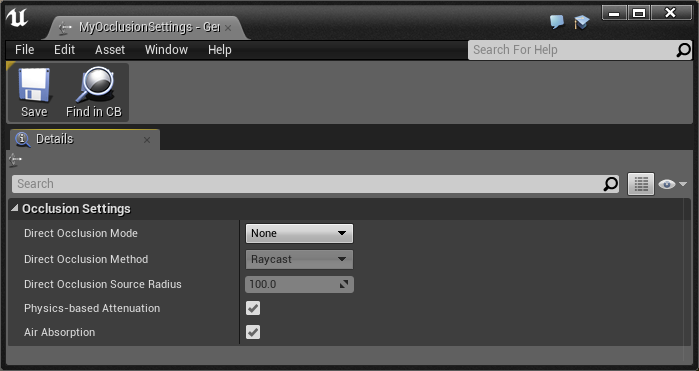 MyOcclusionSettings - Ger
File Edit Asset Window Help Search For Help
Save Find in CB
Details
Search
Occlusion Settings
Direct Occlusion Mode None
Direct Occlusion Method Raycast
Direct Occlusion Source Radius 100.0
Physics-based Attenuation
Air Absorption